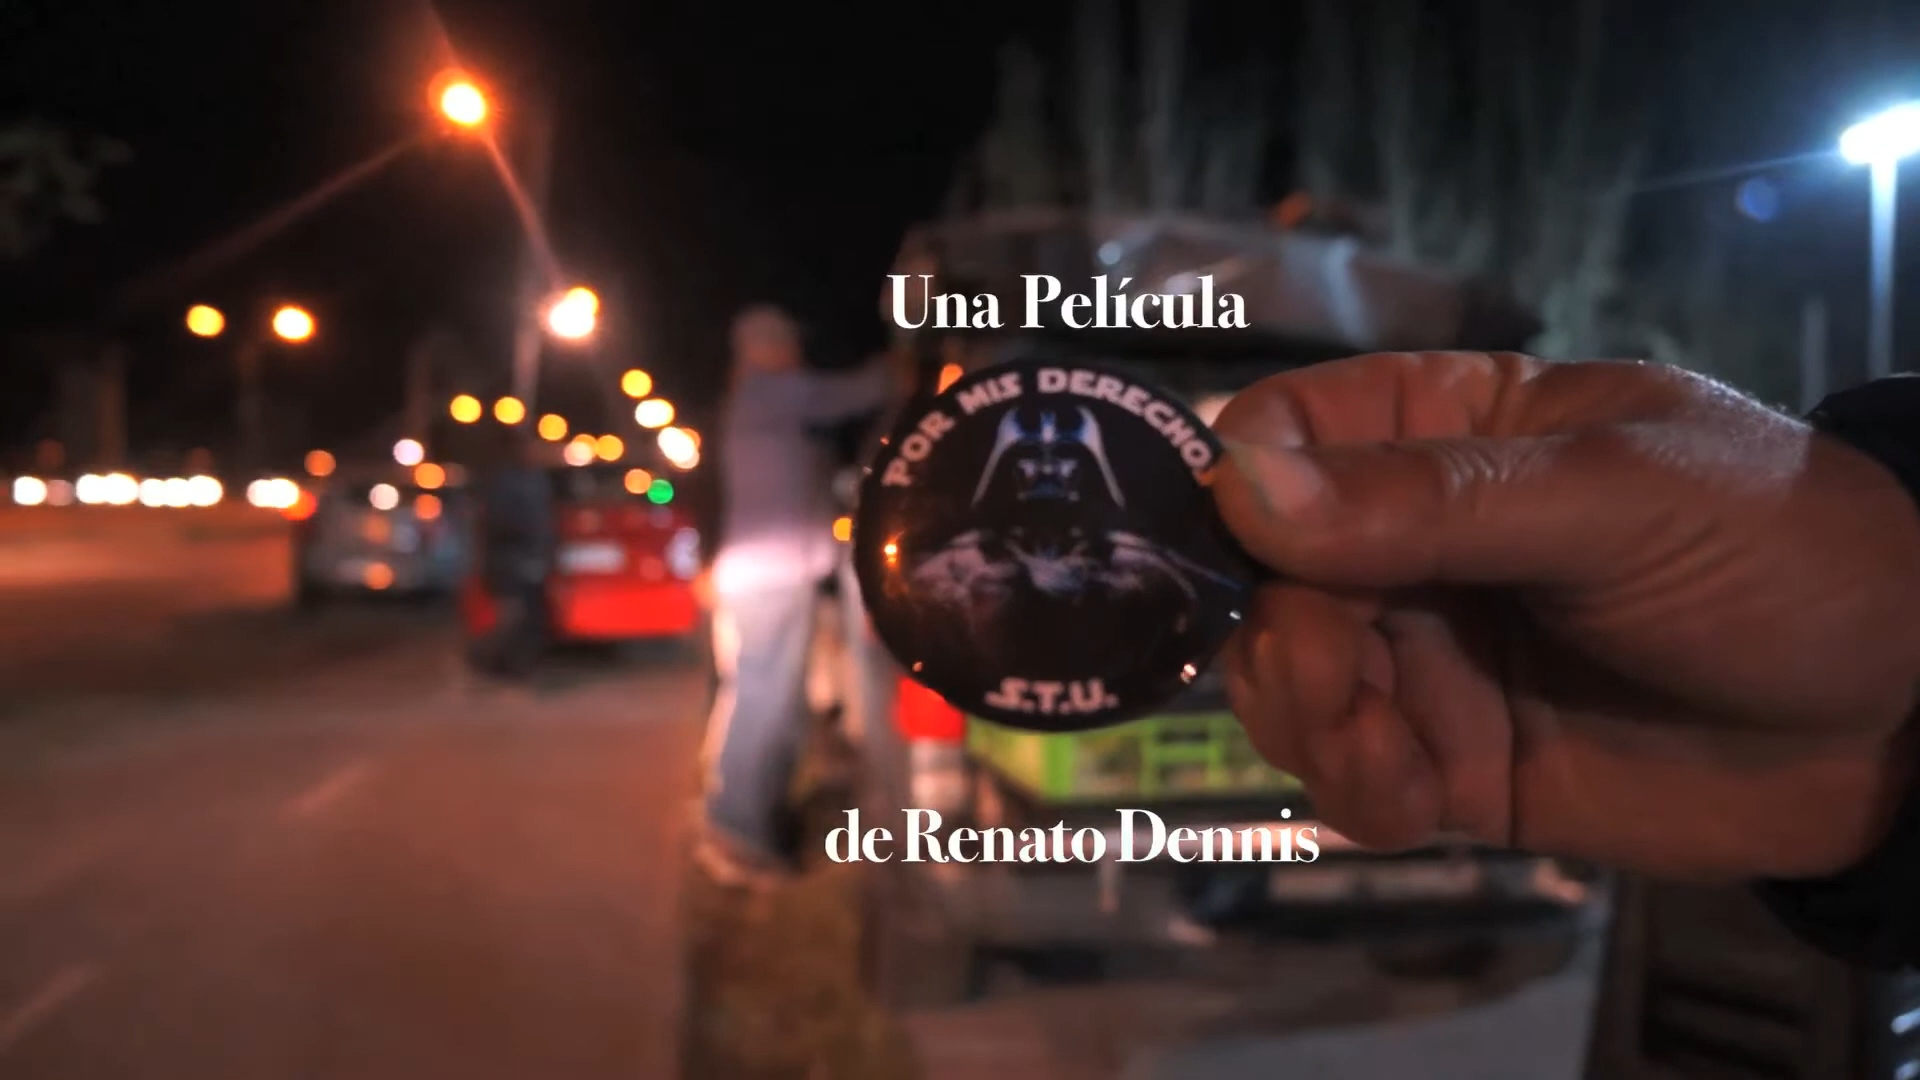 Una Película
POR MIS DERECHO
S.T.U.
de Renato Dennis